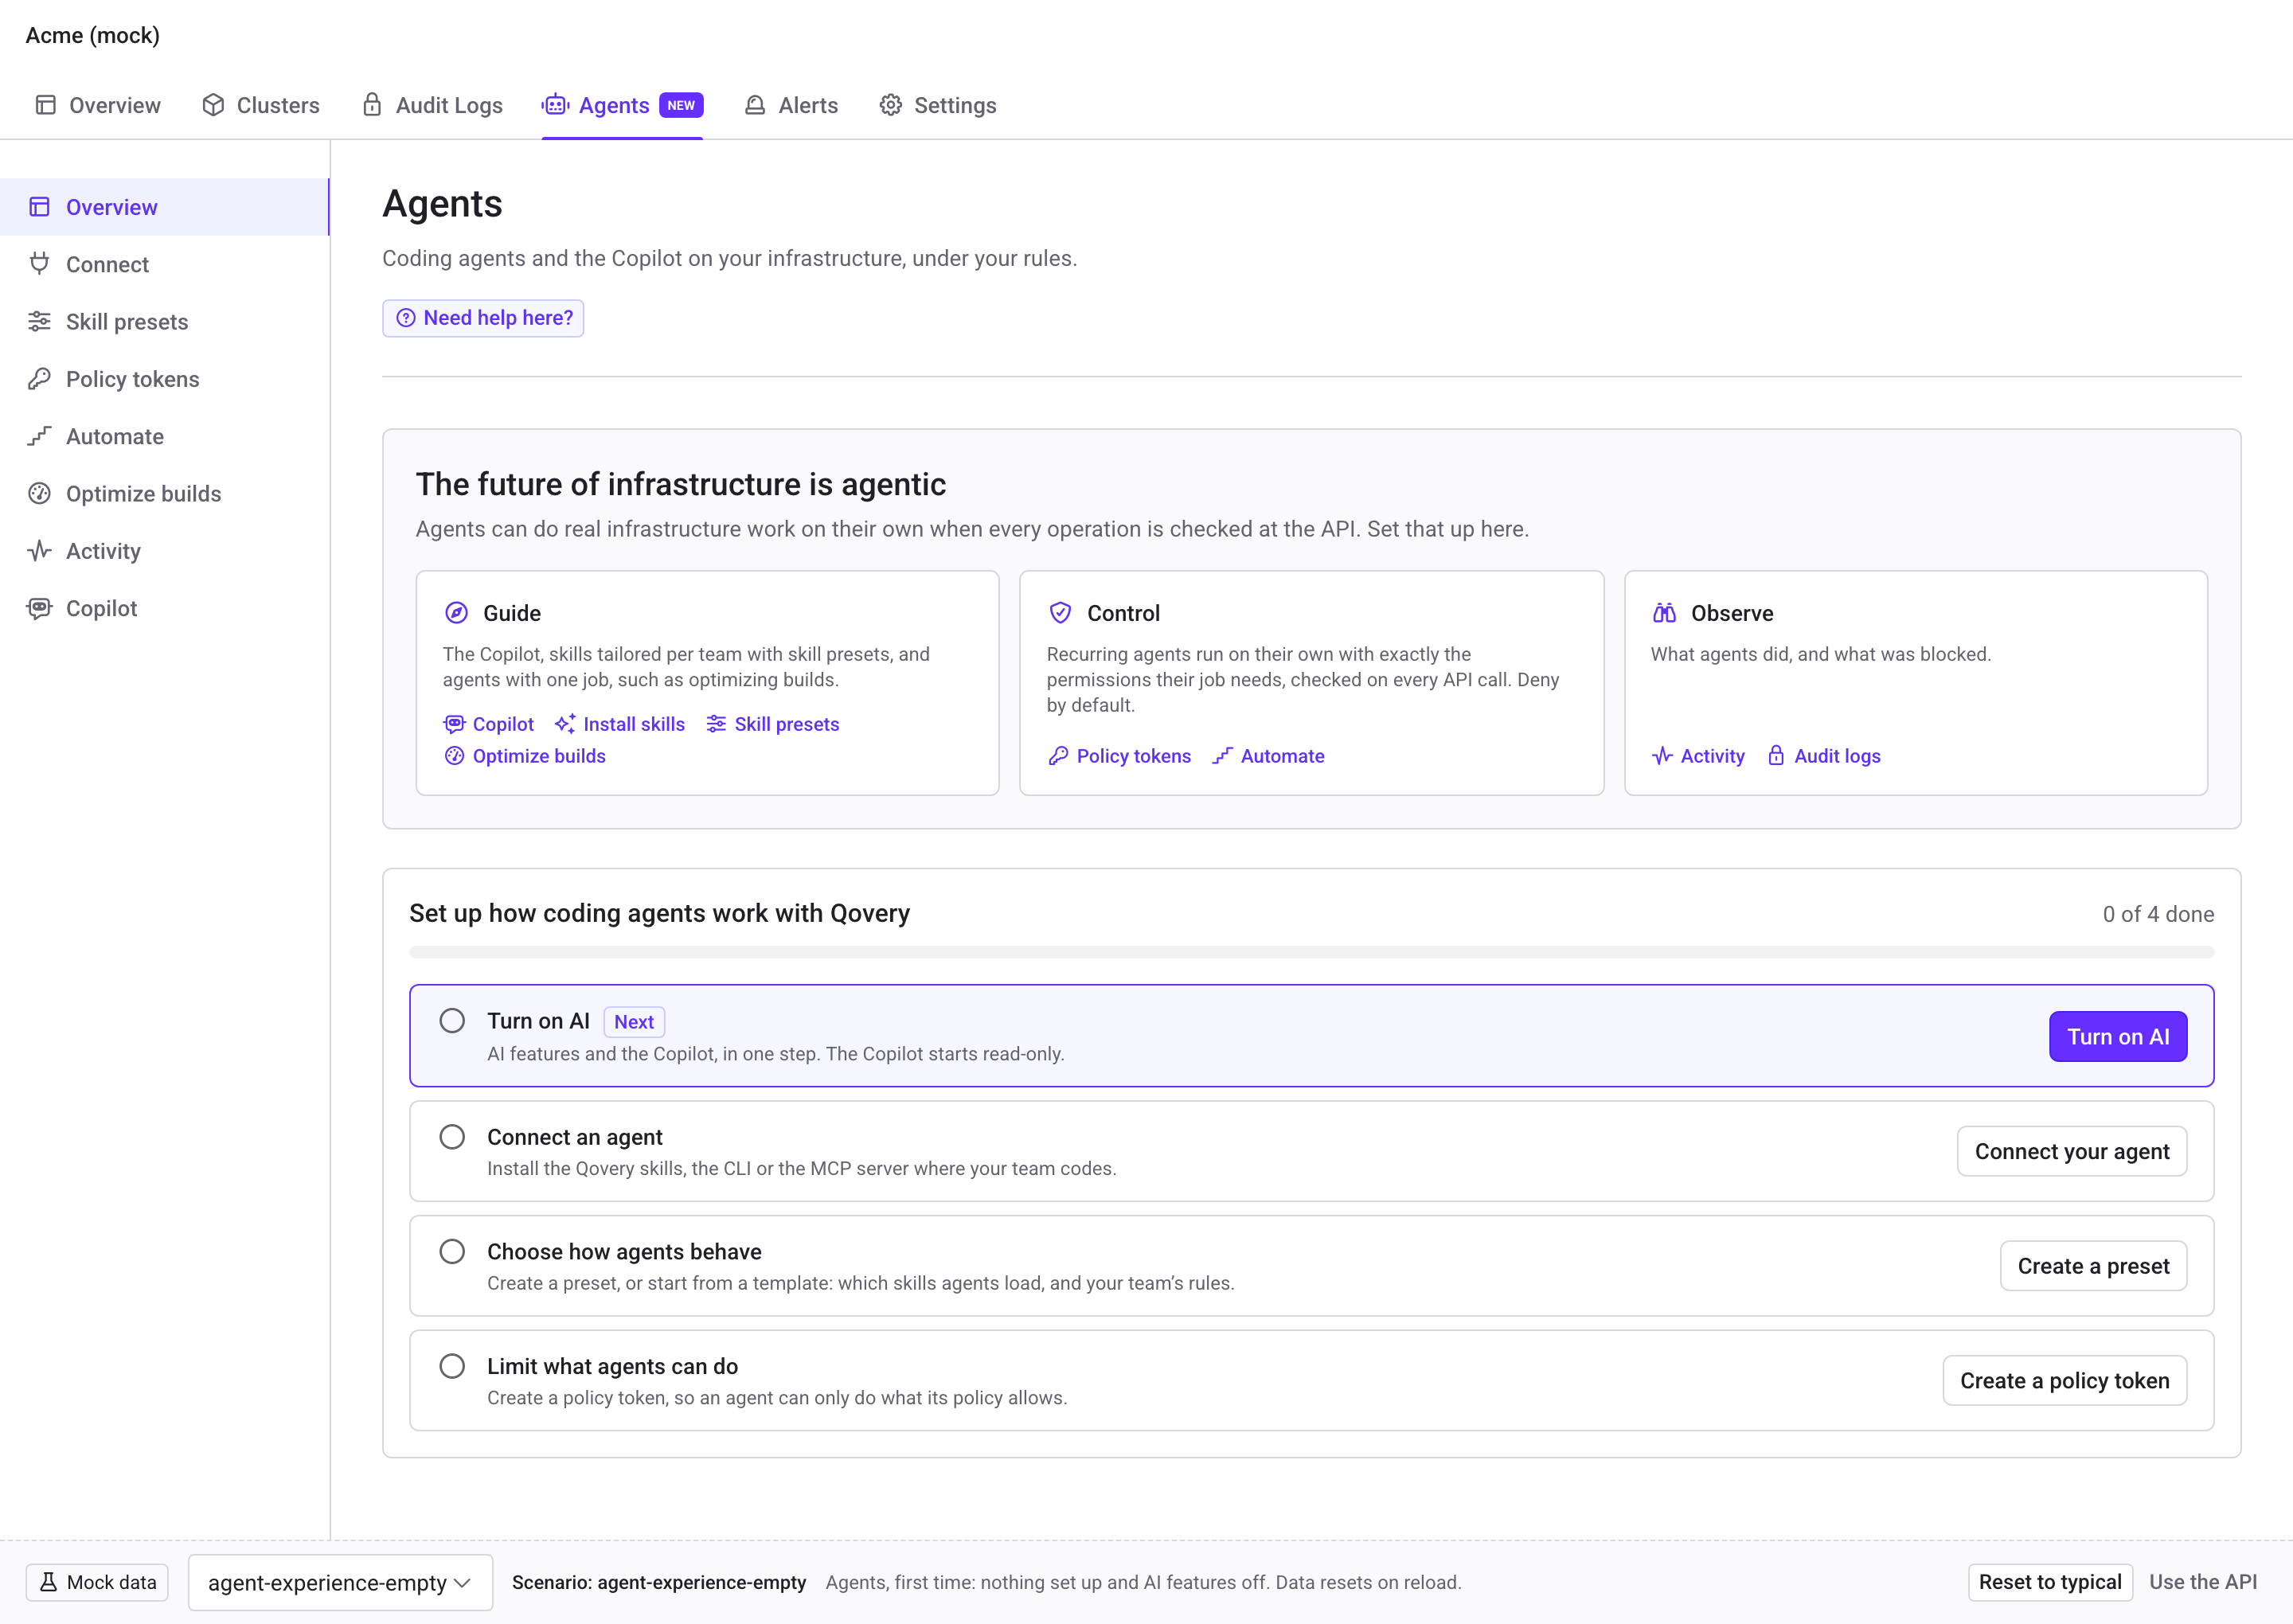 Acme (mock)
Overview
Clusters
Audit Logs
Agents NEW
Alerts
Settings
Overview
Connect
Skill presets
Policy tokens
Automate
Optimize builds
Activity
Copilot
Agents
Coding agents and the Copilot on your infrastructure, under your rules.
Need help here?
The future of infrastructure is agentic
Agents can do real infrastructure work on their own when every operation is checked at the API. Set that up here.
Guide
The Copilot, skills tailored per team with skill presets, and
agents with one job, such as optimizing builds.
Copilot Install skills Skill presets
Optimize builds
Control
Recurring agents run on their own with exactly the
permissions their job needs, checked on every API call. Deny
by default.
Policy tokens Automate
Observe
What agents did, and what was blocked.
Activity Audit logs
Set up how coding agents work with Qovery
0 of 4 done
Turn on AI Next
AI features and the Copilot, in one step. The Copilot starts read-only.
Turn on AI
Connect an agent
Install the Qovery skills, the CLI or the MCP server where your team codes.
Connect your agent
Choose how agents behave
Create a preset, or start from a template: which skills agents load, and your team’s rules.
Create a preset
Limit what agents can do
Create a policy token, so an agent can only do what its policy allows.
Create a policy token
Mock data
agent-experience-empty
Scenario: agent-experience-empty
Agents, first time: nothing set up and AI features off. Data resets on reload.
Reset to typical
Use the API